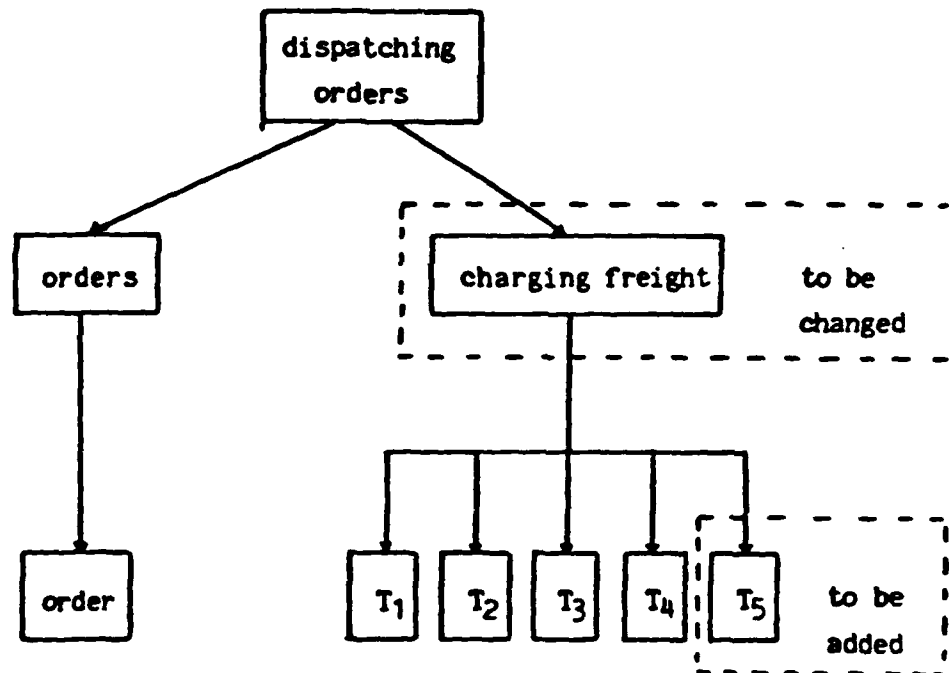 dispatching
orders
orders
charging freight
to be
changed
order
T₁
T₂
T₃
T₄
T₅
to be
added